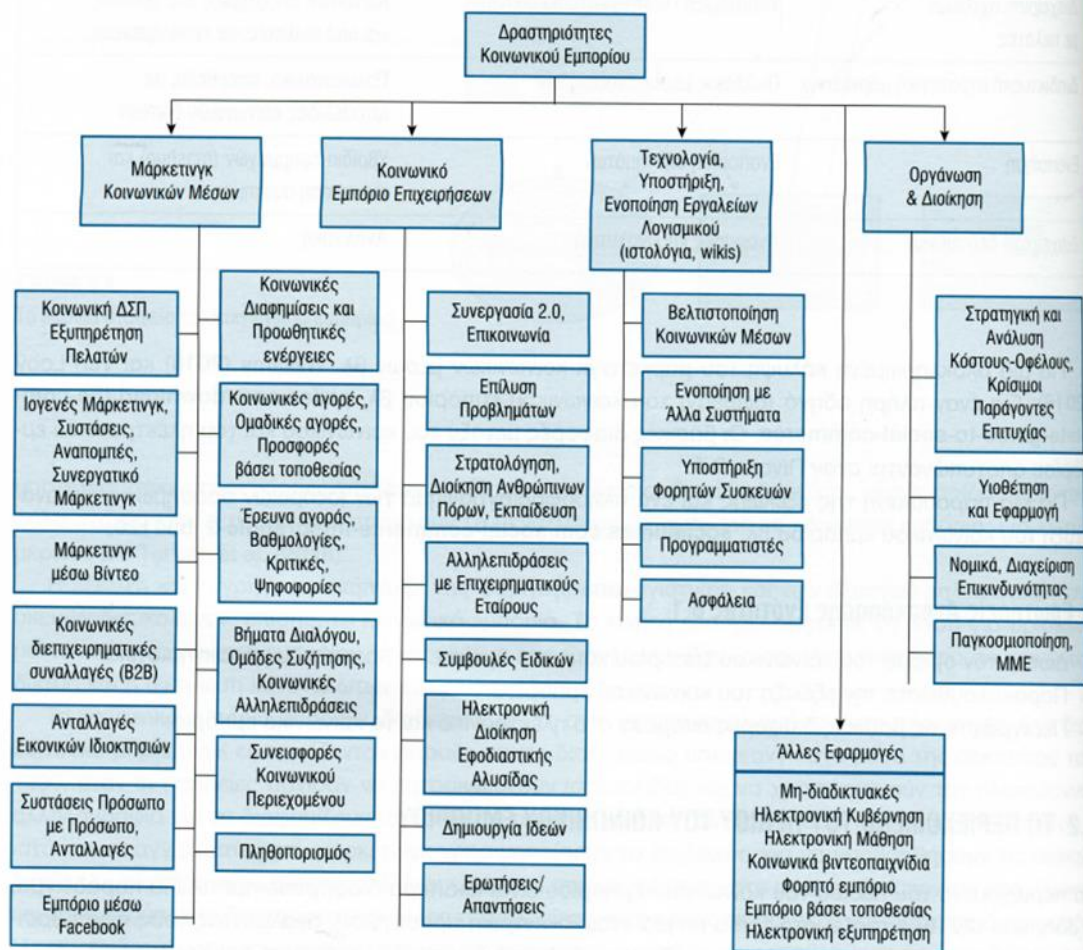 Δραστηριότητες
Κοινωνικού Εμπορίου
Μάρκετινγκ
Κοινωνικών Μέσων
Κοινωνικό
Εμπόριο Επιχειρήσεων
Τεχνολογία,
Υποστήριξη,
Ενοποίηση Εργαλείων
Λογισμικού
(ιστολόγια, wikis)
Οργάνωση
& Διοίκηση
Κοινωνική ΔΣΠ,
Εξυπηρέτηση
Πελατών
Ιογενές Μάρκετινγκ,
Συστάσεις,
Αναπομπές,
Συνεργατικό
Μάρκετινγκ
Μάρκετινγκ
μέσω Βίντεο
Κοινωνικές
διεπιχειρηματικές
συναλλαγές (B2B)
Ανταλλαγές
Εικονικών Ιδιοκτησιών
Συστάσεις Πρόσωπο
με Πρόσωπο,
Ανταλλαγές
Εμπόριο μέσω
Facebook
Κοινωνικές
Διαφημίσεις και
Προωθητικές
ενέργειες
Κοινωνικές αγορές,
Ομαδικές αγορές,
Προσφορές
βάσει τοποθεσίας
Έρευνα αγοράς,
Βαθμολογίες,
Κριτικές,
Ψηφοφορίες
Βήματα Διαλόγου,
Ομάδες Συζήτησης,
Κοινωνικές
Αλληλεπιδράσεις
Συνεισφορές
Κοινωνικού
Περιεχομένου
Πληθοπορισμός
Συνεργασία 2.0,
Επικοινωνία
Επίλυση
Προβλημάτων
Στρατολόγηση,
Διοίκηση Ανθρώπινων
Πόρων, Εκπαίδευση
Αλληλεπιδράσεις
με Επιχειρηματικούς
Εταίρους
Συμβουλές Ειδικών
Ηλεκτρονική
Διοίκηση
Εφοδιαστικής
Αλυσίδας
Δημιουργία Ιδεών
Ερωτήσεις/
Απαντήσεις
Βελτιστοποίηση
Κοινωνικών Μέσων
Ενοποίηση με
Άλλα Συστήματα
Υποστήριξη
Φορητών Συσκευών
Προγραμματιστές
Ασφάλεια
Στρατηγική και
Ανάλυση
Κόστους-Οφέλους,
Κρίσιμοι
Παράγοντες
Επιτυχίας
Υιοθέτηση
και Εφαρμογή
Νομικά, Διαχείριση
Επικινδυνότητας
Παγκοσμιοποίηση,
ΜΜΕ
Άλλες Εφαρμογές
Μη-διαδικτυακές
Ηλεκτρονική Κυβέρνηση
Ηλεκτρονική Μάθηση
Κοινωνικά βιντεοπαιχνίδια
Φορητό εμπόριο
Εμπόριο βάσει τοποθεσίας
Ηλεκτρονική εξυπηρέτηση